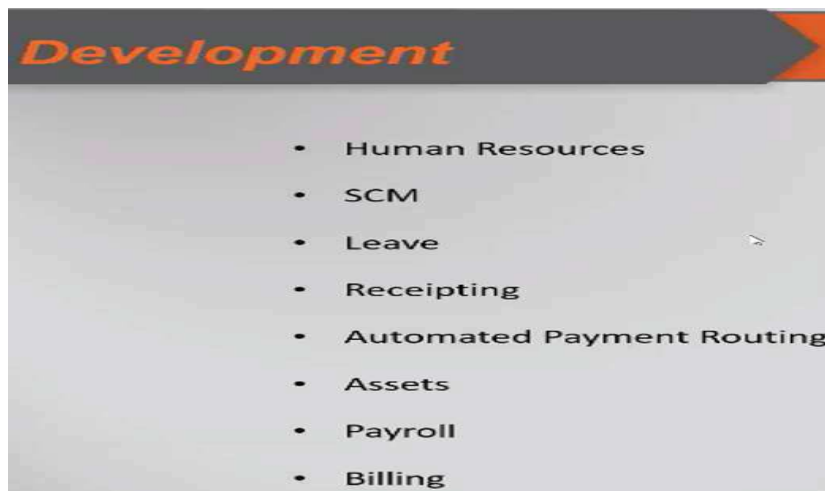 Development
• Human Resources
• SCM
• Leave
• Receipting
• Automated Payment Routing
• Assets
• Payroll
• Billing